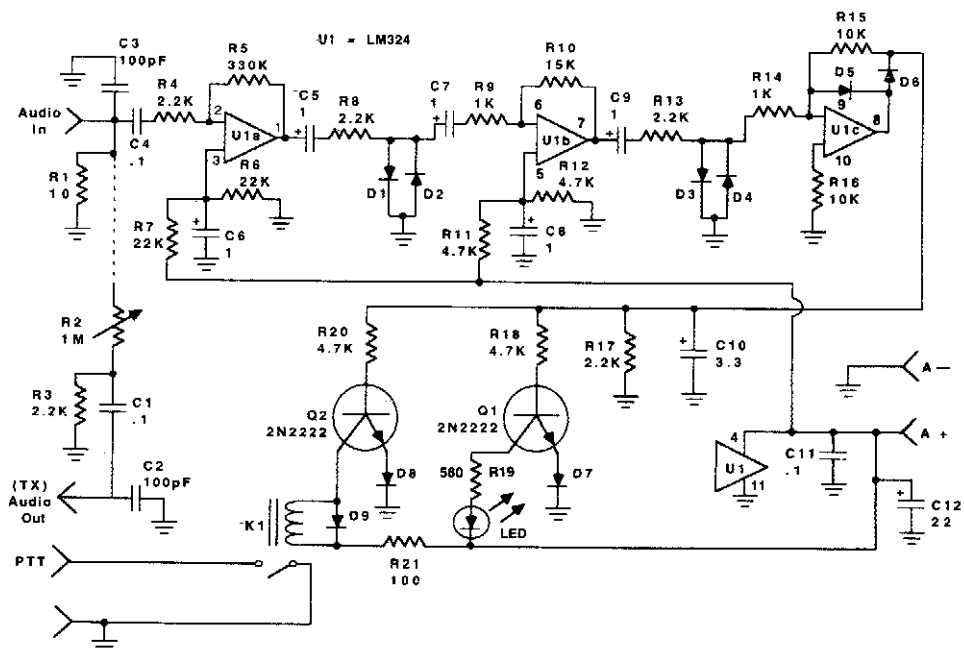 C3
100pF
R4
2.2K
R5
330K
U1 = LM324
C5
1
R8
2.2K
C7
1
R9
1K
R10
15K
C9
1
R13
2.2K
R14
1K
R15
10K
D5
D6
Audio
In
C4
.1
2
U1a
1
3
6
U1b
7
5
9
U1c
8
10
R1
10
R6
22K
D1
D2
R12
4.7K
D3
D4
R16
10K
R7
22K
C6
1
R11
4.7K
C8
1
R2
1M
R20
4.7K
R18
4.7K
R17
2.2K
C10
3.3
A -
R3
2.2K
C1
.1
Q2
2N2222
Q1
2N2222
A +
4
U1
11
C11
.1
C2
100pF
(TX)
Audio
Out
D8
560
R19
D7
C12
22
K1
D9
LED
R21
100
PTT